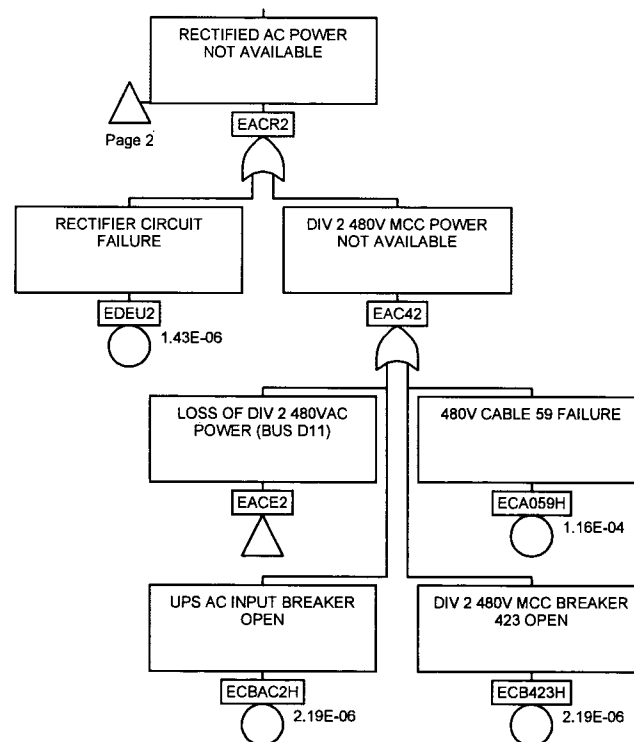 RECTIFIED AC POWER
NOT AVAILABLE
Page 2
EACR2
RECTIFIER CIRCUIT
FAILURE
DIV 2 480V MCC POWER
NOT AVAILABLE
EDEU2
1.43E-06
EAC42
LOSS OF DIV 2 480VAC
POWER (BUS D11)
480V CABLE 59 FAILURE
EACE2
ECA059H
1.16E-04
UPS AC INPUT BREAKER
OPEN
DIV 2 480V MCC BREAKER
423 OPEN
ECBAC2H
2.19E-06
ECB423H
2.19E-06